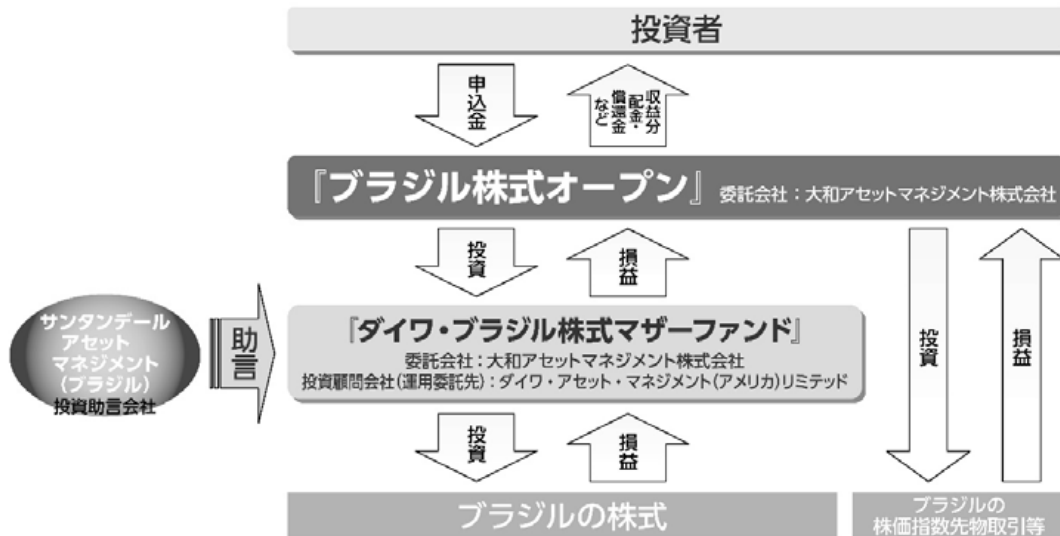 投資者
申込金
収益分
配金・
償還金
など
『ブラジル株式オープン』 委託会社：大和アセットマネジメント株式会社
投資
損益
サンタンデール
アセット
マネジメント
(ブラジル)
投資助言会社
助言
『ダイワ・ブラジル株式マザーファンド』
委託会社：大和アセットマネジメント株式会社
投資顧問会社(運用委託先)：ダイワ・アセット・マネジメント(アメリカ)リミテッド
投資
損益
投資
損益
ブラジルの株式
ブラジルの
株価指数先物取引等